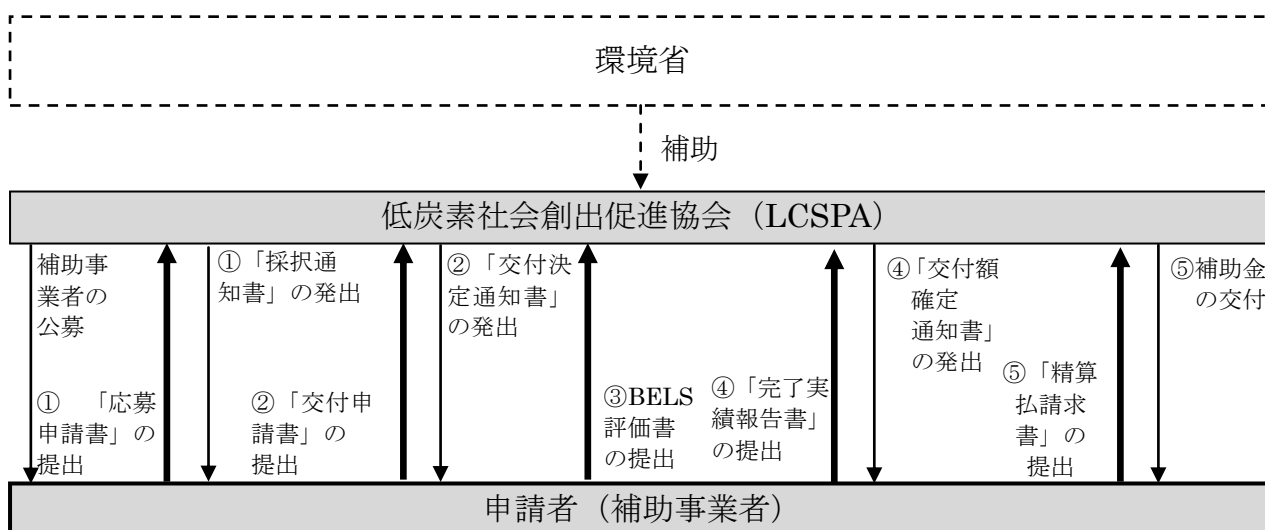 環境省
補助
低炭素社会創出促進協会（LCSPA）
補助事
業者の
公募
①　「応募
申請書」の
提出
①「採択通
知書」の発出
②「交付申
請書」の
提出
②「交付決
定通知書」
の発出
③BELS
評価書
の提出
④「完了実
績報告書」
の提出
④「交付額
確定
通知書」
の発出
⑤「精算
払請求
書」の
提出
⑤補助金
の交付
申請者（補助事業者）